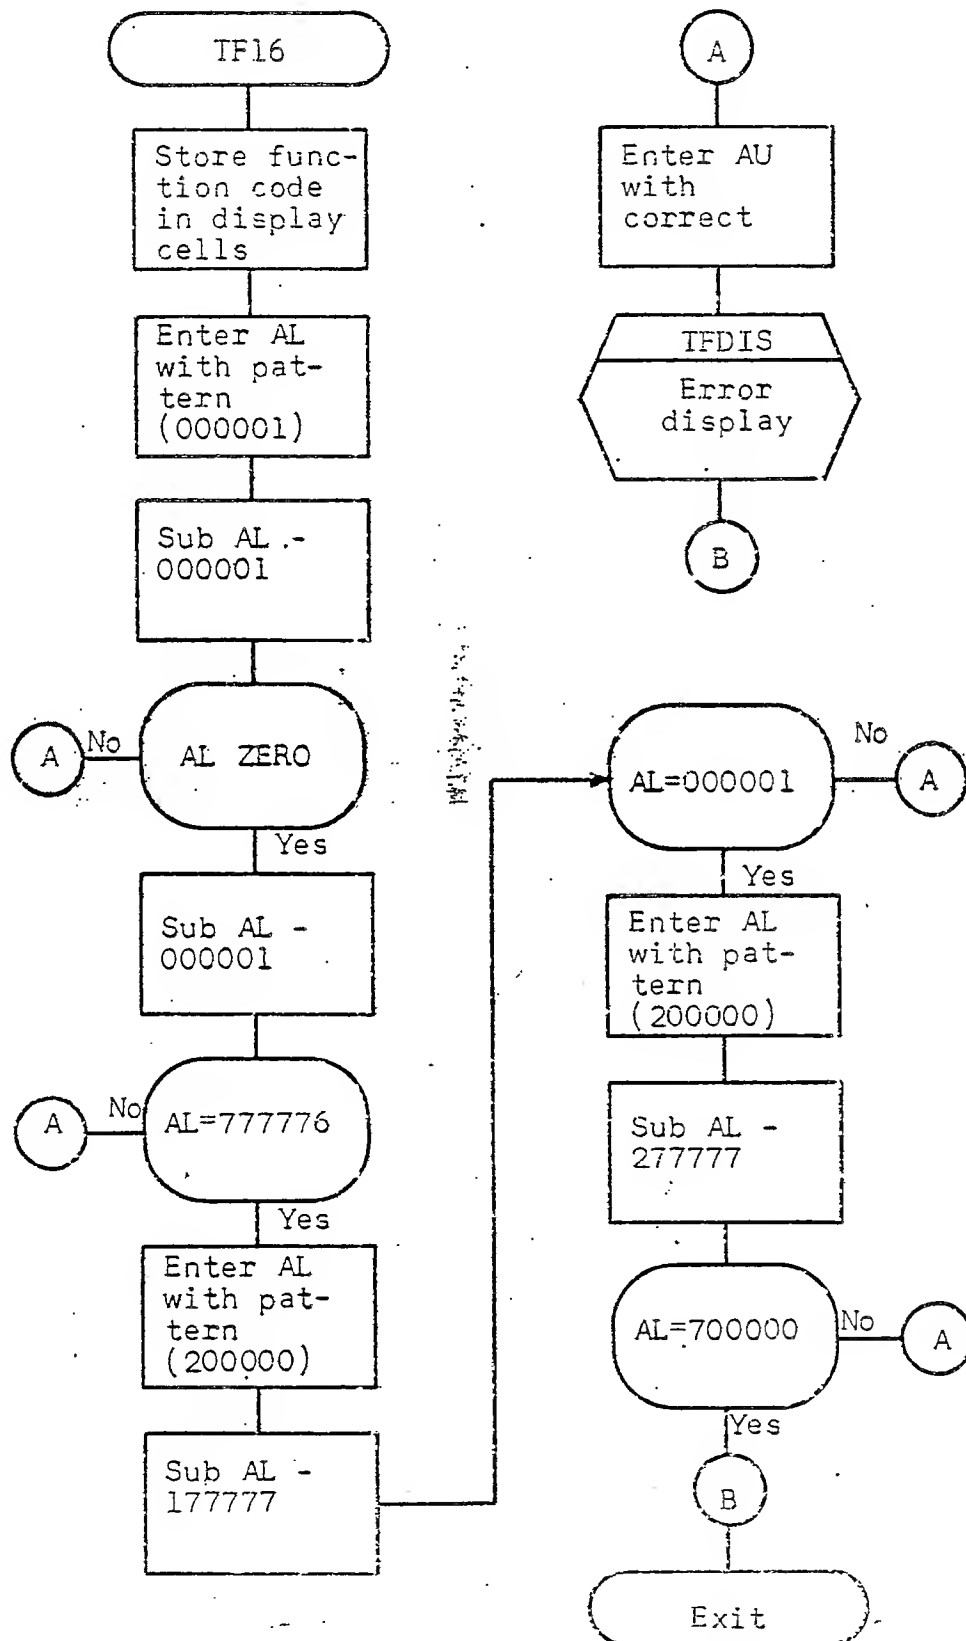 TF16
Store func-
tion code
in display
cells
Enter AL
with pat-
tern
(000001)
Sub AL -
000001
AL ZERO
No
A
Yes
Sub AL -
000001
AL=777776
No
A
Yes
Enter AL
with pat-
tern
(200000)
Sub AL -
177777
A
Enter AU
with
correct
TFDIS
Error
display
B
AL=000001
No
A
Yes
Enter AL
with pat-
tern
(200000)
Sub AL -
277777
AL=700000
No
A
Yes
B
Exit